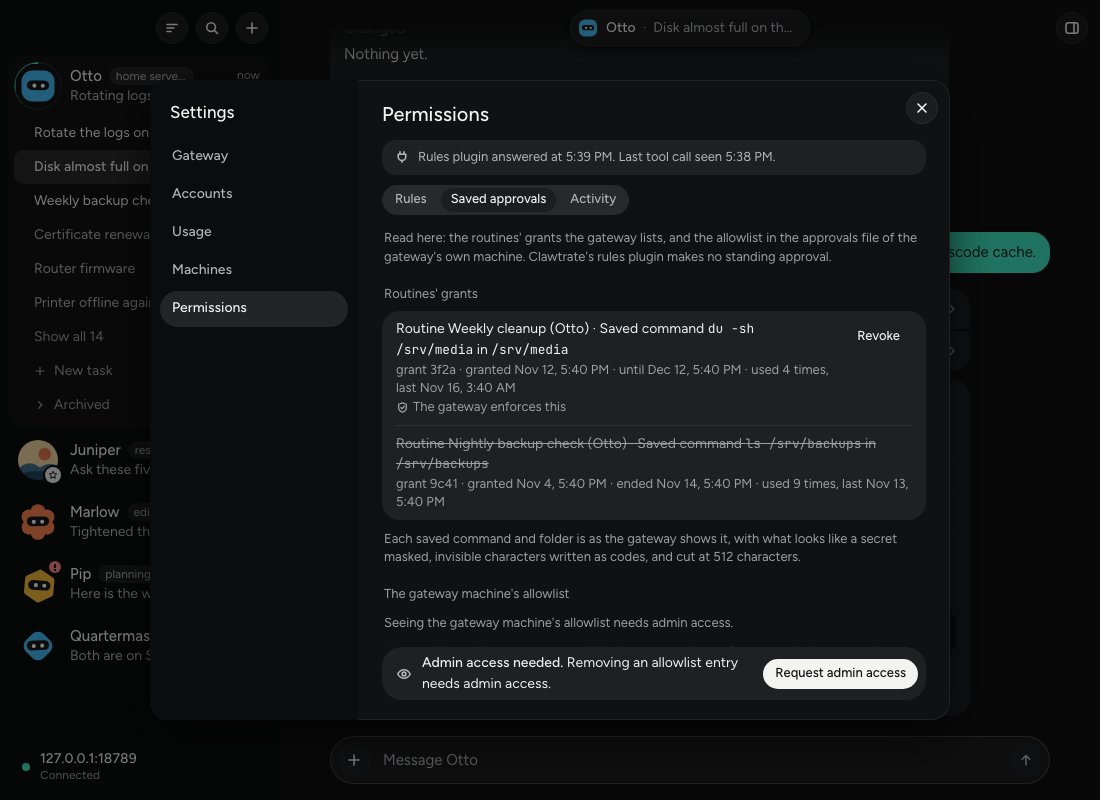 Otto · Disk almost full on th…
Nothing yet.
Otto home serve… now
Rotating logs
Rotate the logs on
Disk almost full on
Weekly backup che
Certificate renewa
Router firmware
Printer offline again
Show all 14
New task
Archived
Juniper res
Ask these five
Marlow edi
Tightened th
Pip planning
Here is the w
Quartermas
Both are on S
127.0.0.1:18789
Connected
Settings
Gateway
Accounts
Usage
Machines
Permissions
Permissions
Rules plugin answered at 5:39 PM. Last tool call seen 5:38 PM.
Rules Saved approvals Activity
Read here: the routines' grants the gateway lists, and the allowlist in the approvals file of the
gateway's own machine. Clawtrate's rules plugin makes no standing approval.
Routines' grants
Routine Weekly cleanup (Otto) · Saved command du -sh
/srv/media in /srv/media
Revoke
grant 3f2a · granted Nov 12, 5:40 PM · until Dec 12, 5:40 PM · used 4 times,
last Nov 16, 3:40 AM
The gateway enforces this
Routine Nightly backup check (Otto) · Saved command ls /srv/backups in
/srv/backups
grant 9c41 · granted Nov 4, 5:40 PM · ended Nov 14, 5:40 PM · used 9 times, last Nov 13,
5:40 PM
Each saved command and folder is as the gateway shows it, with what looks like a secret
masked, invisible characters written as codes, and cut at 512 characters.
The gateway machine's allowlist
Seeing the gateway machine's allowlist needs admin access.
Admin access needed. Removing an allowlist entry
needs admin access.
Request admin access
scode cache.
Message Otto